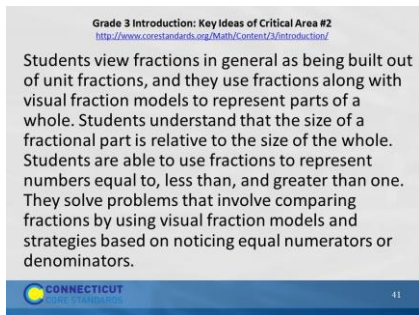 Grade 3 Introduction: Key Ideas of Critical Area #2
http://www.corestandards.org/Math/Content/3/introduction/
Students view fractions in general as being built out
of unit fractions, and they use fractions along with
visual fraction models to represent parts of a
whole. Students understand that the size of a
fractional part is relative to the size of the whole.
Students are able to use fractions to represent
numbers equal to, less than, and greater than one.
They solve problems that involve comparing
fractions by using visual fraction models and
strategies based on noticing equal numerators or
denominators.
CONNECTICUT
CORE STANDARDS
41